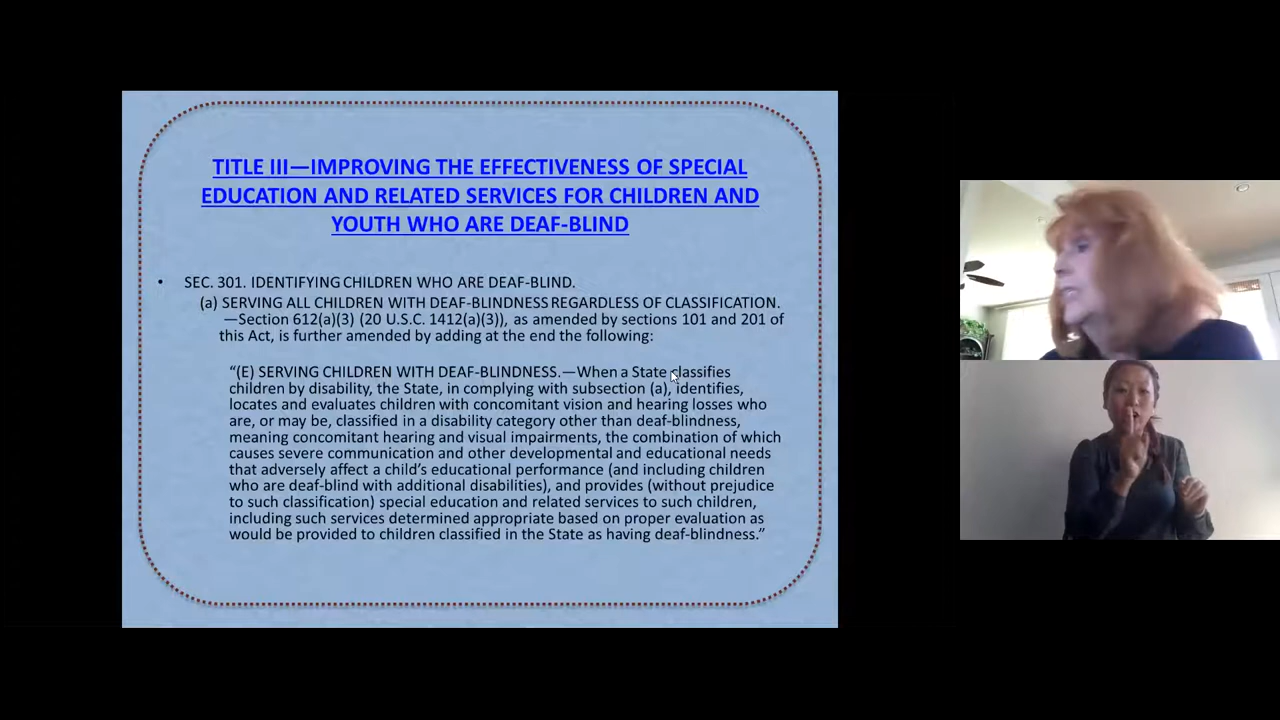 TITLE III—IMPROVING THE EFFECTIVENESS OF SPECIAL
EDUCATION AND RELATED SERVICES FOR CHILDREN AND
YOUTH WHO ARE DEAF-BLIND
• SEC. 301. IDENTIFYING CHILDREN WHO ARE DEAF-BLIND.
(a) SERVING ALL CHILDREN WITH DEAF-BLINDNESS REGARDLESS OF CLASSIFICATION.
—Section 612(a)(3) (20 U.S.C. 1412(a)(3)), as amended by sections 101 and 201 of
this Act, is further amended by adding at the end the following:
“(E) SERVING CHILDREN WITH DEAF-BLINDNESS.—When a State classifies
children by disability, the State, in complying with subsection (a), identifies,
locates and evaluates children with concomitant vision and hearing losses who
are, or may be, classified in a disability category other than deaf-blindness,
meaning concomitant hearing and visual impairments, the combination of which
causes severe communication and other developmental and educational needs
that adversely affect a child’s educational performance (and including children
who are deaf-blind with additional disabilities), and provides (without prejudice
to such classification) special education and related services to such children,
including such services determined appropriate based on proper evaluation as
would be provided to children classified in the State as having deaf-blindness.”